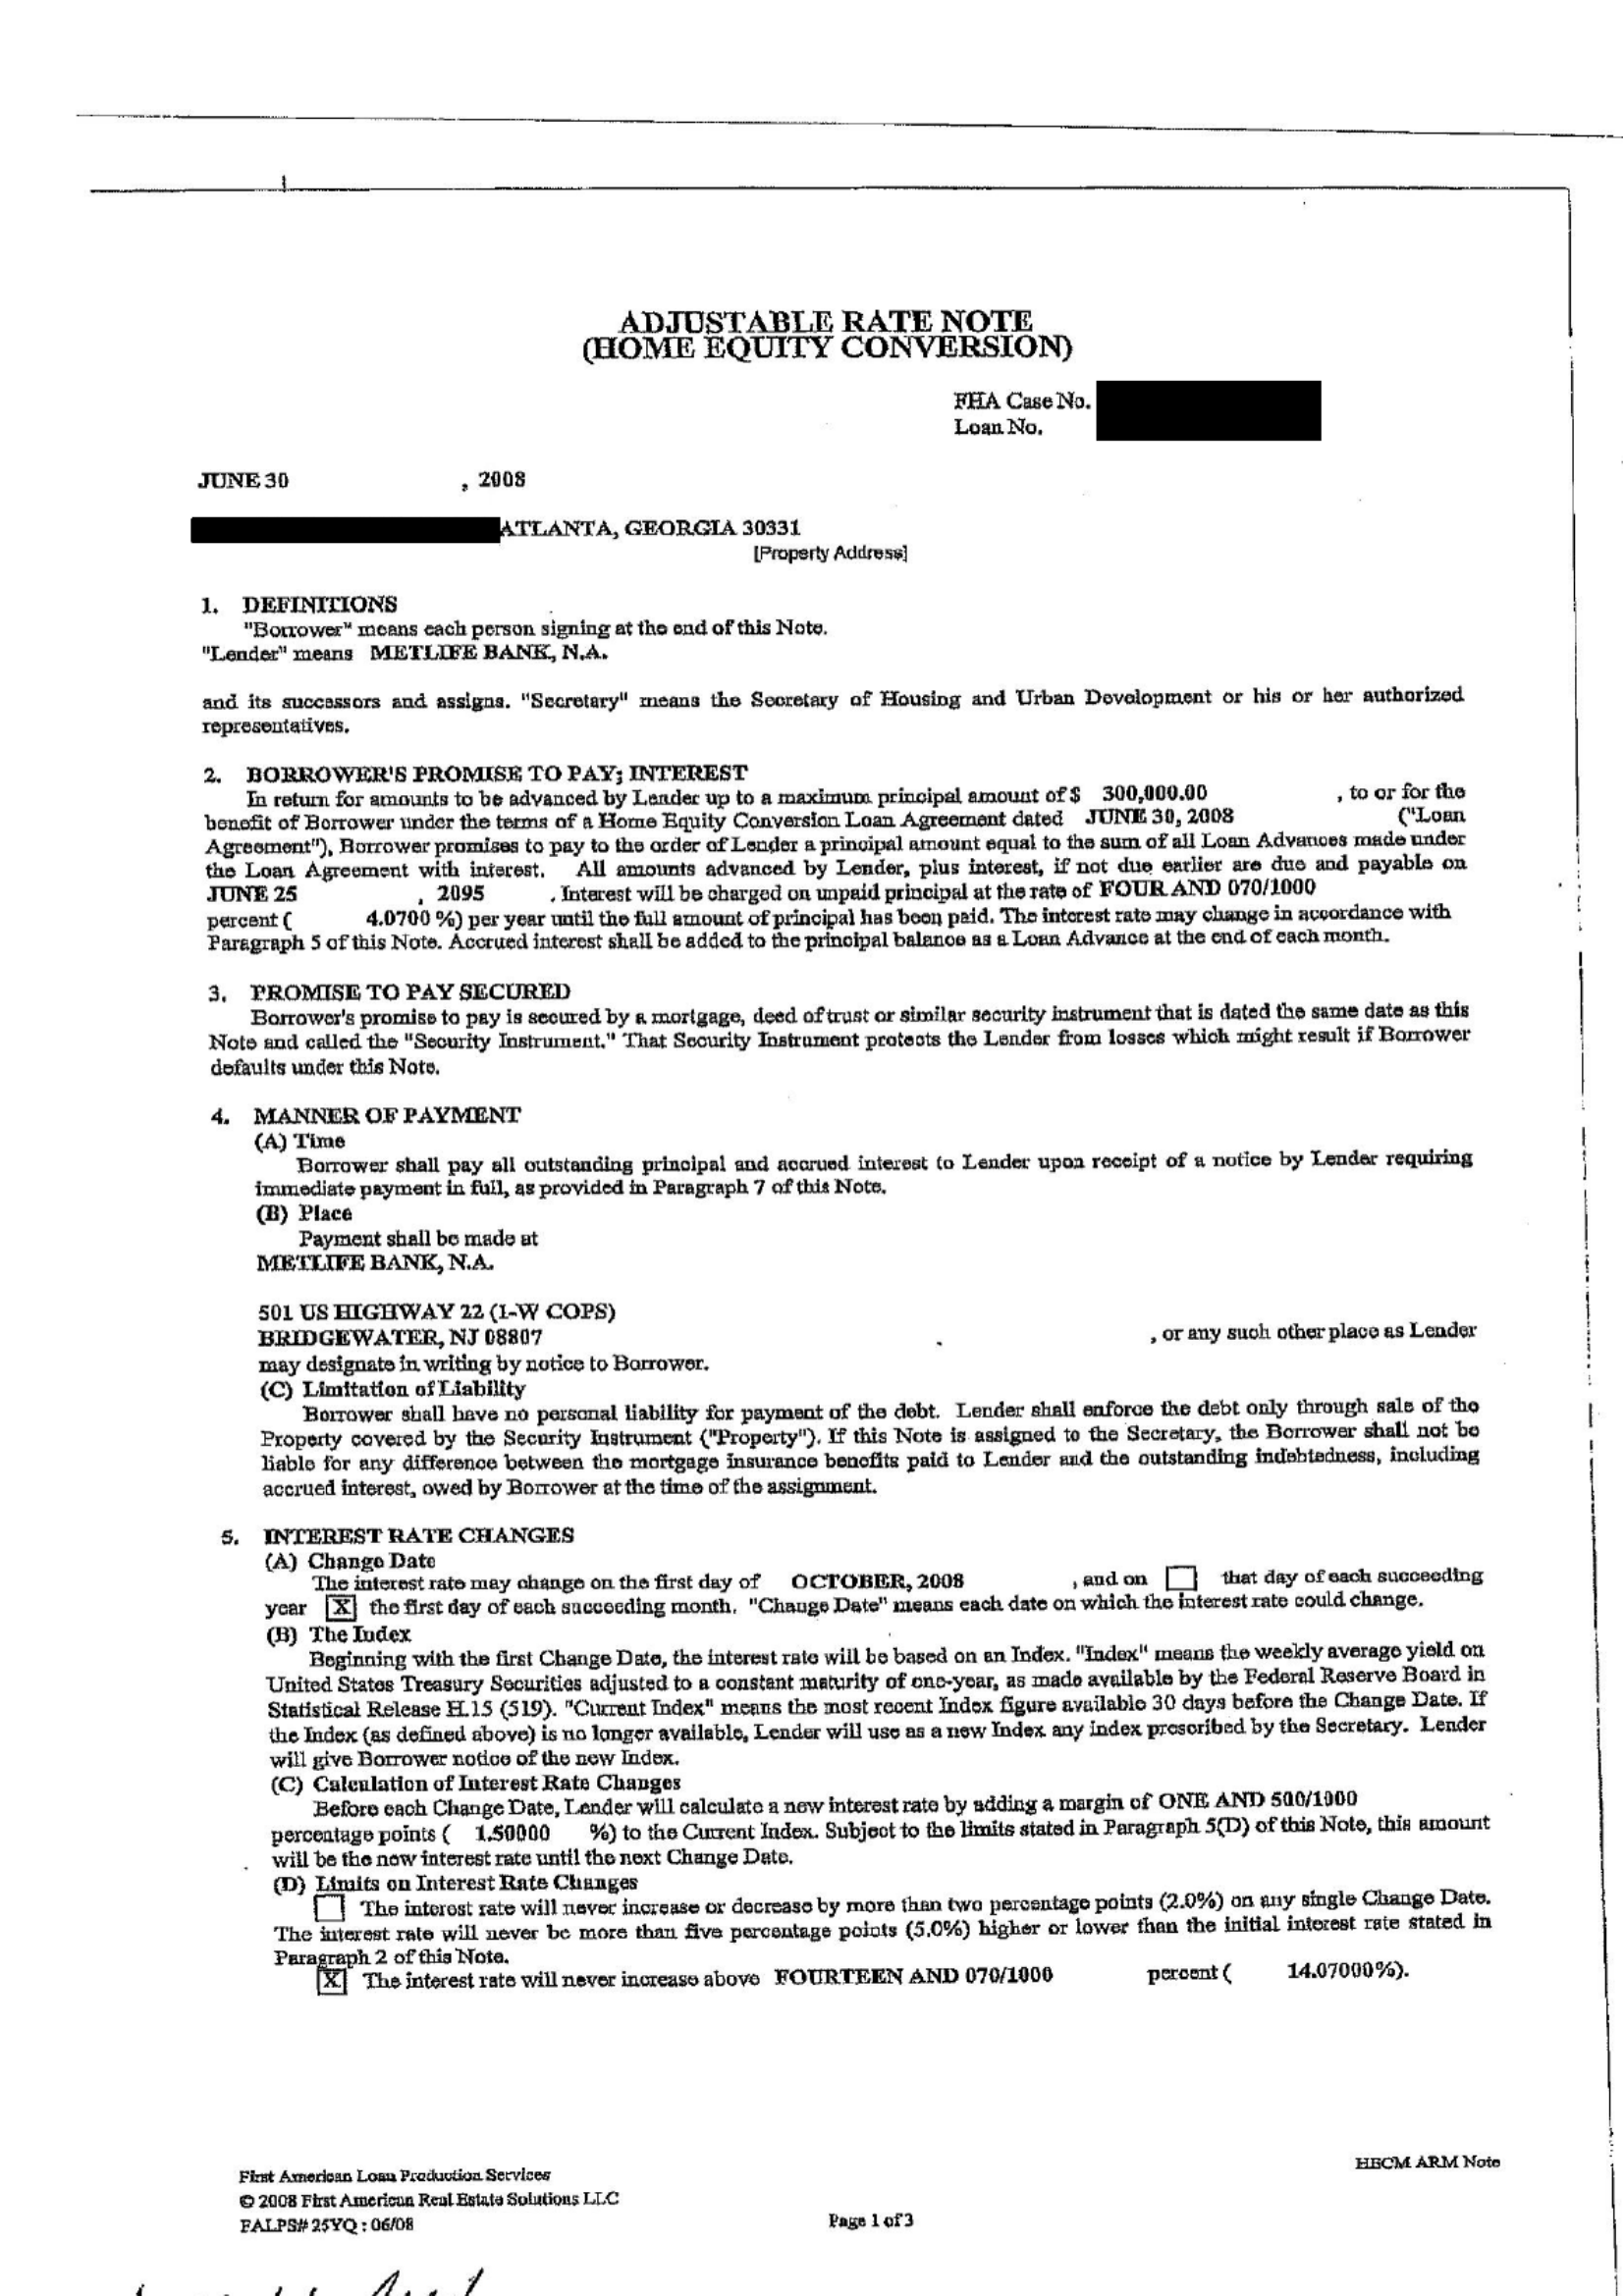 ADJUSTABLE RATE NOTE
(HOME EQUITY CONVERSION)
FHA Case No.
Loan No.
JUNE 30 , 2008
ATLANTA, GEORGIA 30331
[Property Address]
1. DEFINITIONS
"Borrower" means each person signing at the end of this Note.
"Lender" means METLIFE BANK, N.A.
and its successors and assigns. "Secretary" means the Secretary of Housing and Urban Development or his or her authorized
representatives.
2. BORROWER'S PROMISE TO PAY; INTEREST
In return for amounts to be advanced by Lender up to a maximum principal amount of $ 300,000.00 , to or for the
benefit of Borrower under the terms of a Home Equity Conversion Loan Agreement dated JUNE 30, 2008 ("Loan
Agreement"), Borrower promises to pay to the order of Lender a principal amount equal to the sum of all Loan Advances made under
the Loan Agreement with interest. All amounts advanced by Lender, plus interest, if not due earlier are due and payable on
JUNE 25 , 2095 . Interest will be charged on unpaid principal at the rate of FOUR AND 070/1000
percent ( 4.0700 %) per year until the full amount of principal has been paid. The interest rate may change in accordance with
Paragraph 5 of this Note. Accrued interest shall be added to the principal balance as a Loan Advance at the end of each month.
3. PROMISE TO PAY SECURED
Borrower's promise to pay is secured by a mortgage, deed of trust or similar security instrument that is dated the same date as this
Note and called the "Security Instrument." That Security Instrument protects the Lender from losses which might result if Borrower
defaults under this Note.
4. MANNER OF PAYMENT
(A) Time
Borrower shall pay all outstanding principal and accrued interest to Lender upon receipt of a notice by Lender requiring
immediate payment in full, as provided in Paragraph 7 of this Note.
(B) Place
Payment shall be made at
METLIFE BANK, N.A.
501 US HIGHWAY 22 (1-W COPS)
BRIDGEWATER, NJ 08807 , or any such other place as Lender
may designate in writing by notice to Borrower.
(C) Limitation of Liability
Borrower shall have no personal liability for payment of the debt. Lender shall enforce the debt only through sale of the
Property covered by the Security Instrument ("Property"). If this Note is assigned to the Secretary, the Borrower shall not be
liable for any difference between the mortgage insurance benefits paid to Lender and the outstanding indebtedness, including
accrued interest, owed by Borrower at the time of the assignment.
5. INTEREST RATE CHANGES
(A) Change Date
The interest rate may change on the first day of OCTOBER, 2008 , and on that day of each succeeding
year X the first day of each succeeding month. "Change Date" means each date on which the interest rate could change.
(B) The Index
Beginning with the first Change Date, the interest rate will be based on an Index. "Index" means the weekly average yield on
United States Treasury Securities adjusted to a constant maturity of one-year, as made available by the Federal Reserve Board in
Statistical Release H.15 (519). "Current Index" means the most recent Index figure available 30 days before the Change Date. If
the Index (as defined above) is no longer available, Lender will use as a new Index any index prescribed by the Secretary. Lender
will give Borrower notice of the new Index.
(C) Calculation of Interest Rate Changes
Before each Change Date, Lender will calculate a new interest rate by adding a margin of ONE AND 500/1000
percentage points ( 1.50000 %) to the Current Index. Subject to the limits stated in Paragraph 5(D) of this Note, this amount
will be the new interest rate until the next Change Date.
(D) Limits on Interest Rate Changes
The interest rate will never increase or decrease by more than two percentage points (2.0%) on any single Change Date.
The interest rate will never be more than five percentage points (5.0%) higher or lower than the initial interest rate stated in
Paragraph 2 of this Note.
X The interest rate will never increase above FOURTEEN AND 070/1000 percent ( 14.07000%).
HECM ARM Note
First American Loan Production Services
© 2008 First American Real Estate Solutions LLC
FALPS# 25YQ : 06/08
Page 1 of 3